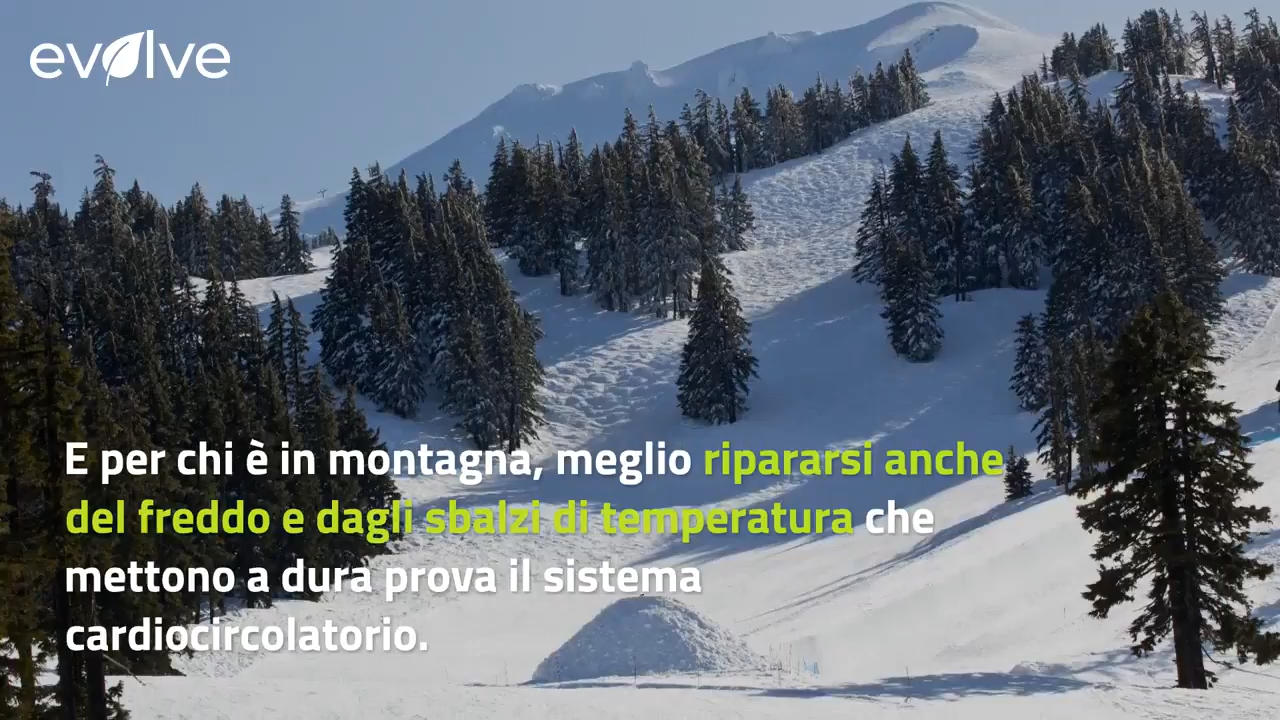 evolve
E per chi è in montagna, meglio ripararsi anche
del freddo e dagli sbalzi di temperatura che
mettono a dura prova il sistema
cardiocircolatorio.